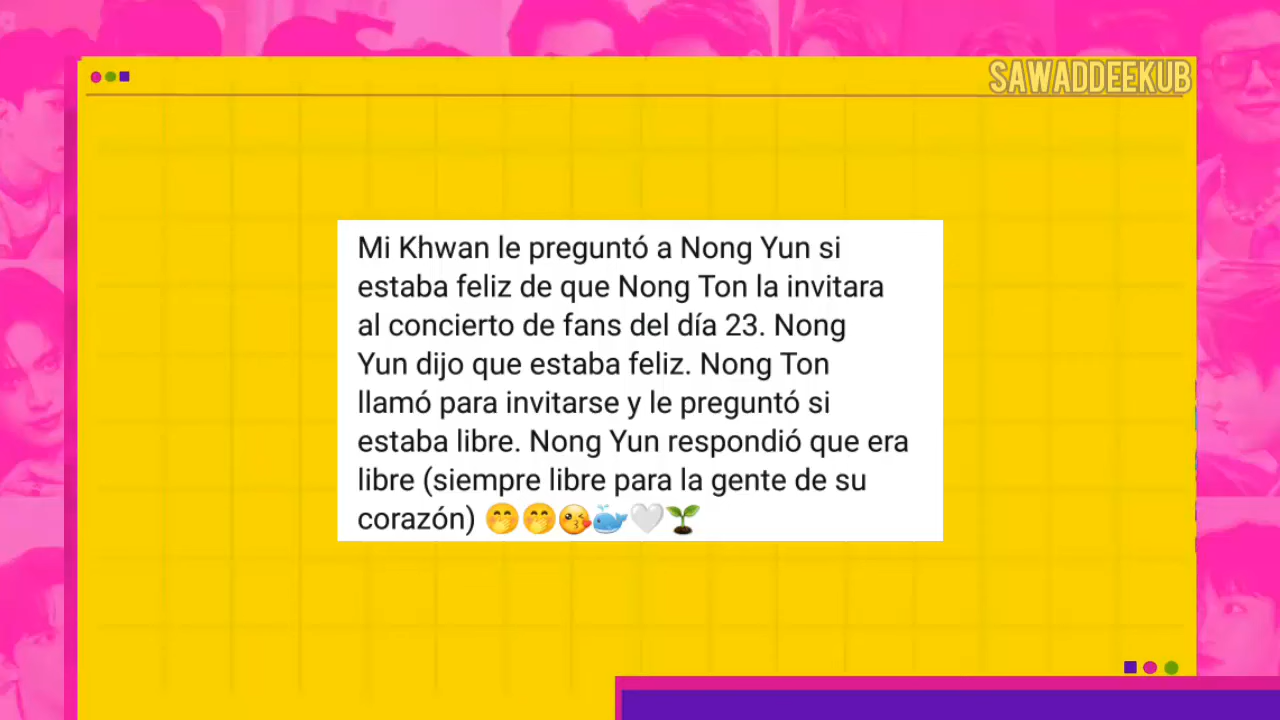 SAWADDEEKUB
Mi Khwan le preguntó a Nong Yun si
estaba feliz de que Nong Ton la invitara
al concierto de fans del día 23. Nong
Yun dijo que estaba feliz. Nong Ton
llamó para invitarse y le preguntó si
estaba libre. Nong Yun respondió que era
libre (siempre libre para la gente de su
corazón) 🤭🤭😘🐳🤍🌱